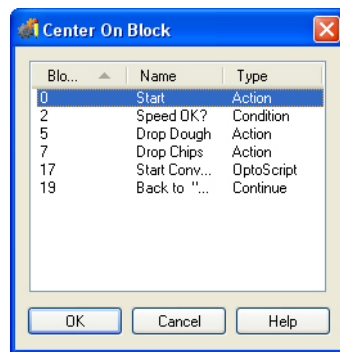 Center On Block
Blo... Name Type
0 Start Action
2 Speed OK? Condition
5 Drop Dough Action
7 Drop Chips Action
17 Start Conv... OptoScript
19 Back to "... Continue
OK Cancel Help